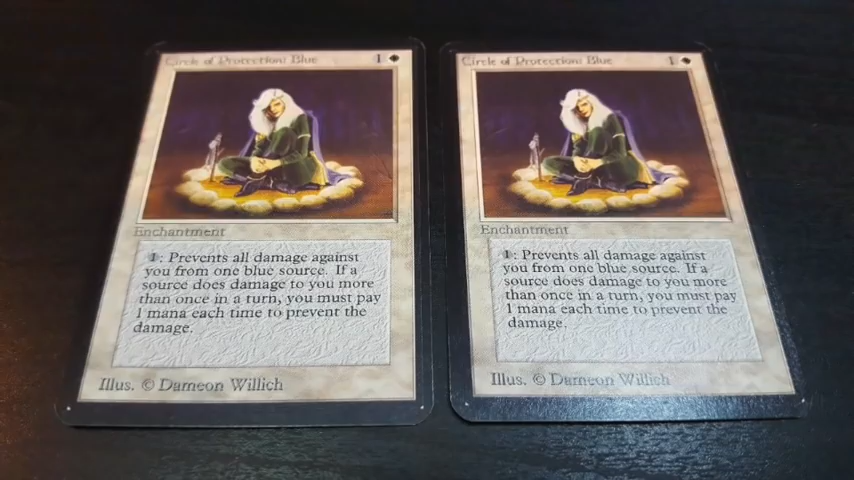 Circle of Protection: Blue 1
Enchantment
1: Prevents all damage against
you from one blue source. If a
source does damage to you more
than once in a turn, you must pay
1 mana each time to prevent the
damage.
Illus. © Dameon Willich
Circle of Protection: Blue 1
Enchantment
1: Prevents all damage against
you from one blue source. If a
source does damage to you more
than once in a turn, you must pay
1 mana each time to prevent the
damage.
Illus. © Dameon Willich